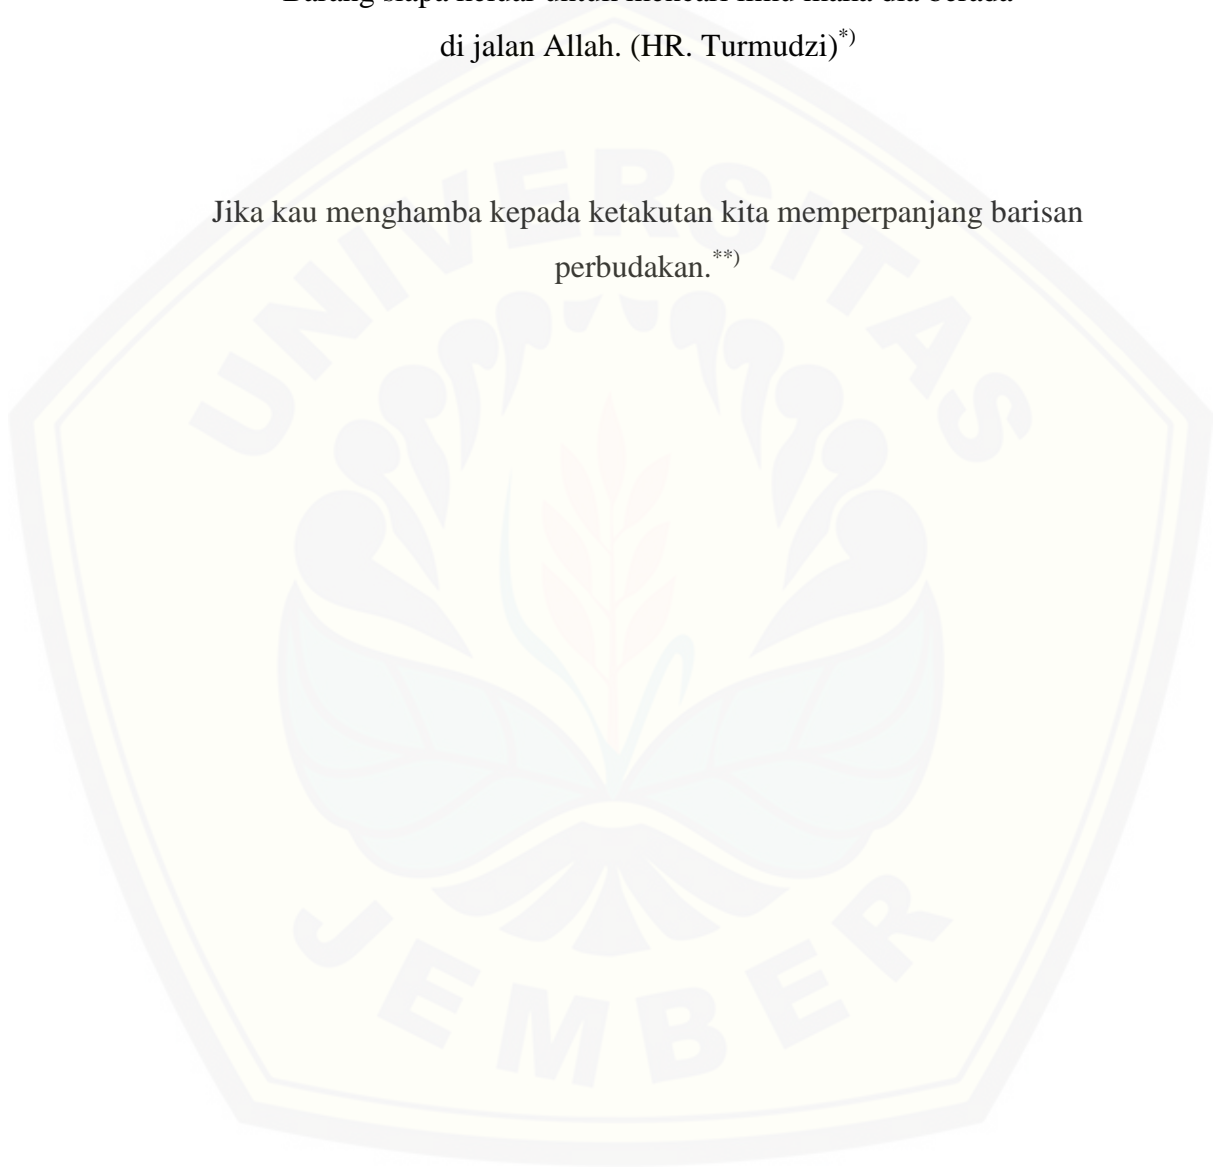 di jalan Allah. (HR. Turmudzi)*)
Jika kau menghamba kepada ketakutan kita memperpanjang barisan
perbudakan.**)
UNIVERSITAS
JEMBER